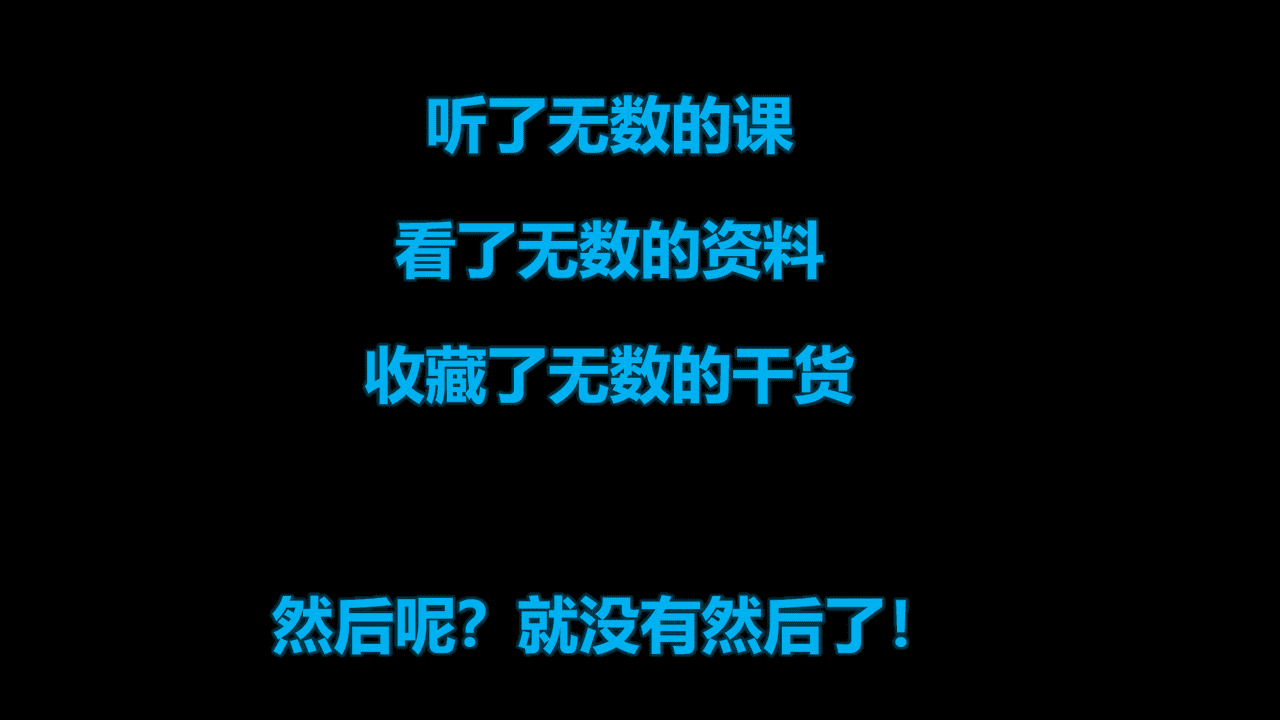 听了无数的课
看了无数的资料
收藏了无数的干货
然后呢？就没有然后了！